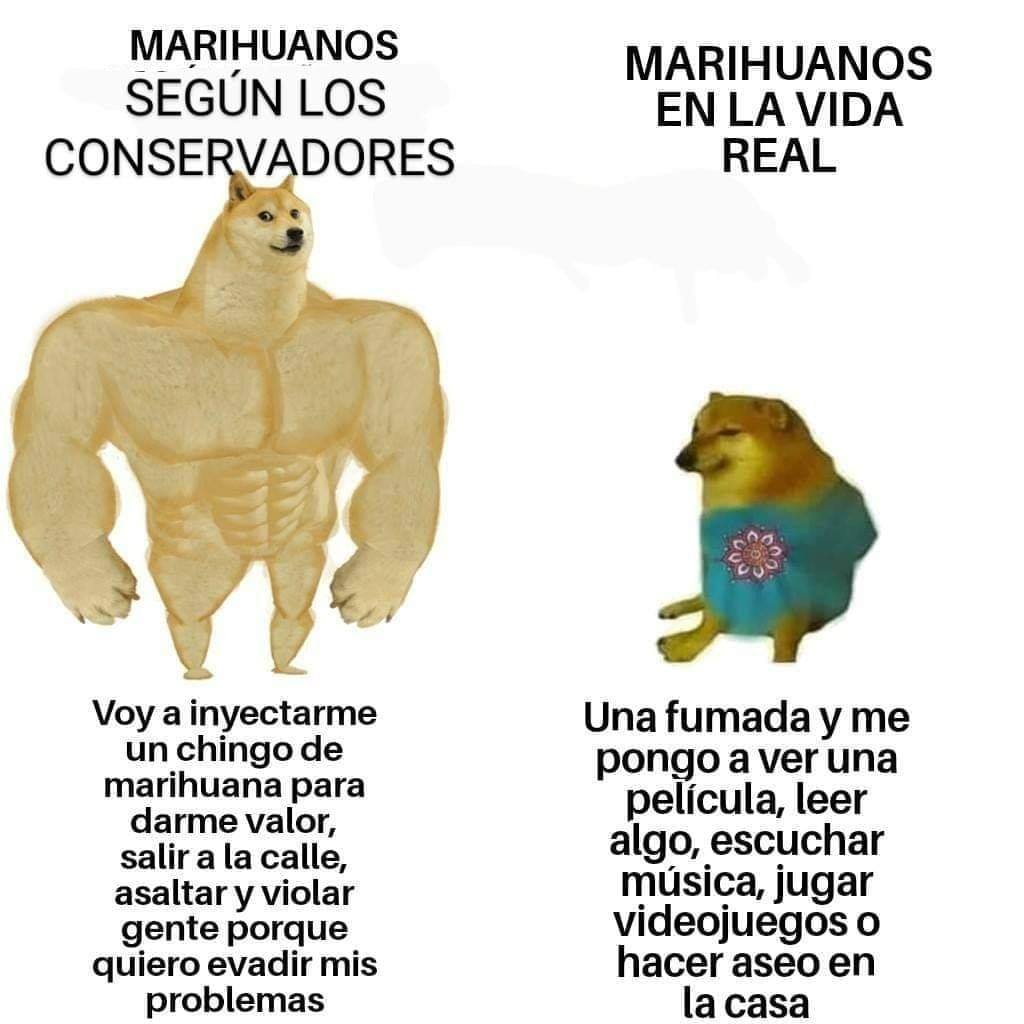 MARIHUANOS
SEGÚN LOS
CONSERVADORES
MARIHUANOS
EN LA VIDA
REAL
Voy a inyectarme
un chingo de
marihuana para
darme valor,
salir a la calle,
asaltar y violar
gente porque
quiero evadir mis
problemas
Una fumada y me
pongo a ver una
película, leer
algo, escuchar
música, jugar
videojuegos o
hacer aseo en
la casa